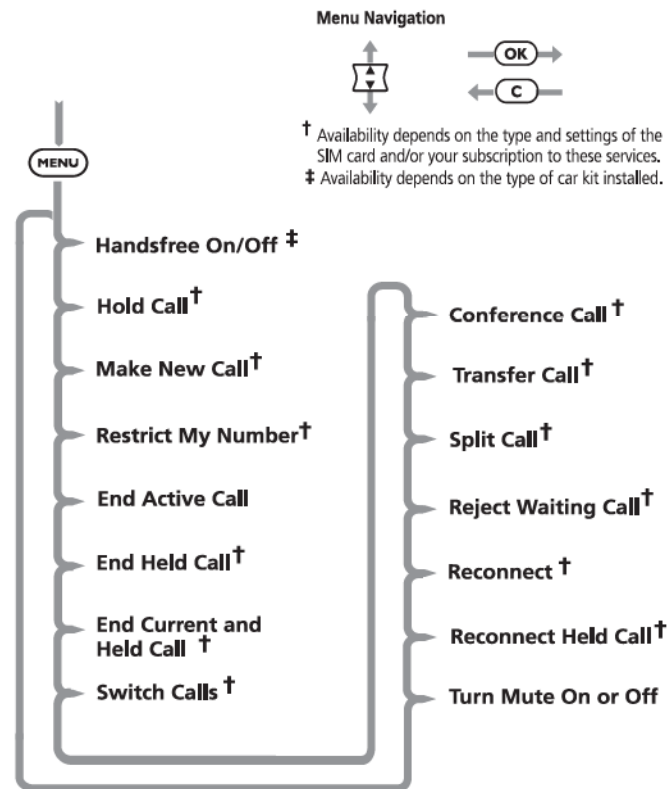 Menu Navigation
OK
C
† Availability depends on the type and settings of the
SIM card and/or your subscription to these services.
‡ Availability depends on the type of car kit installed.
MENU
Handsfree On/Off ‡
Hold Call†
Make New Call†
Restrict My Number†
End Active Call
End Held Call†
End Current and
Held Call †
Switch Calls †
Conference Call †
Transfer Call†
Split Call†
Reject Waiting Call†
Reconnect †
Reconnect Held Call†
Turn Mute On or Off